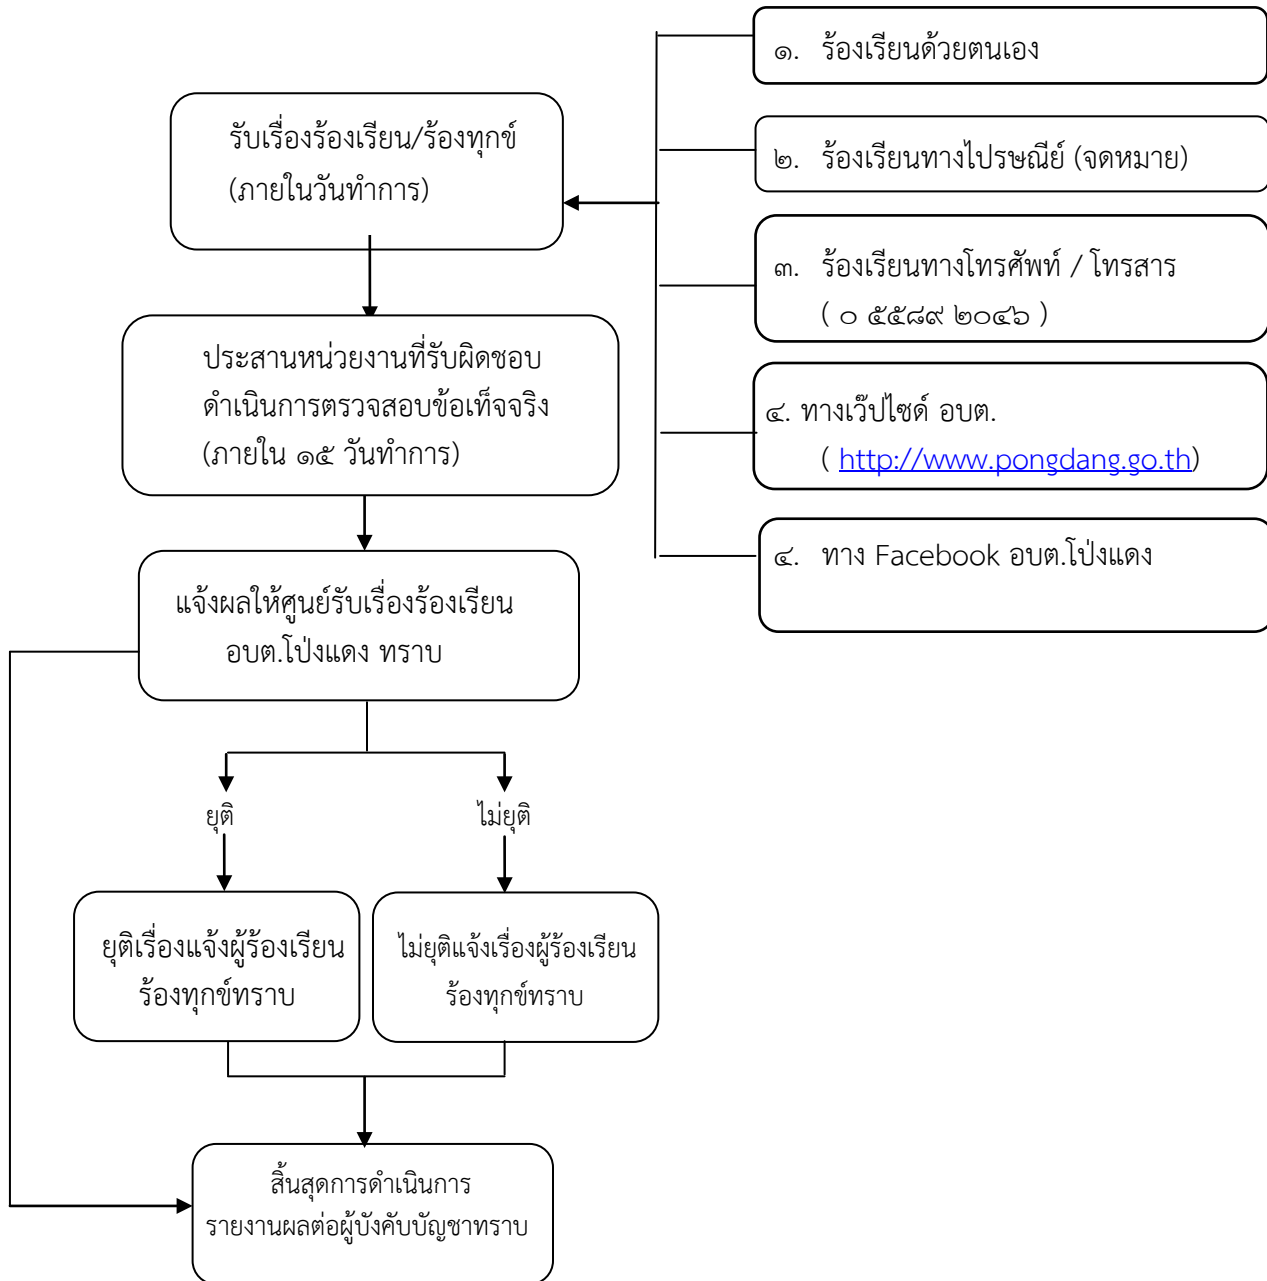 ๑. ร้องเรียนด้วยตนเอง
๒. ร้องเรียนทางไปรษณีย์ (จดหมาย)
๓. ร้องเรียนทางโทรศัพท์ / โทรสาร
( ๐ ๕๕๘๙ ๒๐๔๖ )
๔. ทางเว๊ปไซด์ อบต.
( http://www.pongdang.go.th)
๔. ทาง Facebook อบต.โป่งแดง
รับเรื่องร้องเรียน/ร้องทุกข์
(ภายในวันทำการ)
ประสานหน่วยงานที่รับผิดชอบ
ดำเนินการตรวจสอบข้อเท็จจริง
(ภายใน ๑๕ วันทำการ)
แจ้งผลให้ศูนย์รับเรื่องร้องเรียน
อบต.โป่งแดง ทราบ
ยุติ
ไม่ยุติ
ยุติเรื่องแจ้งผู้ร้องเรียน
ร้องทุกข์ทราบ
ไม่ยุติแจ้งเรื่องผู้ร้องเรียน
ร้องทุกข์ทราบ
สิ้นสุดการดำเนินการ
รายงานผลต่อผู้บังคับบัญชาทราบ